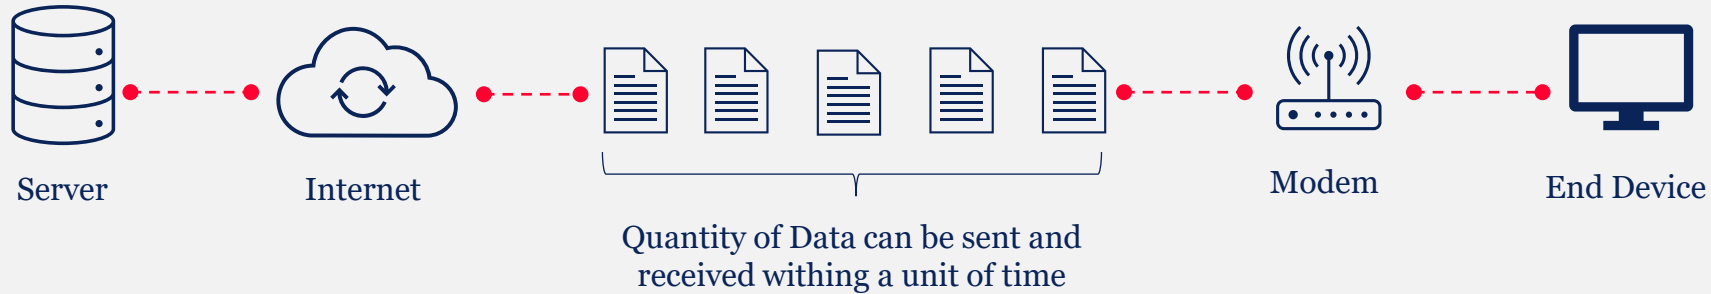 Server
Internet
Modem
End Device
Quantity of Data can be sent and
received withing a unit of time